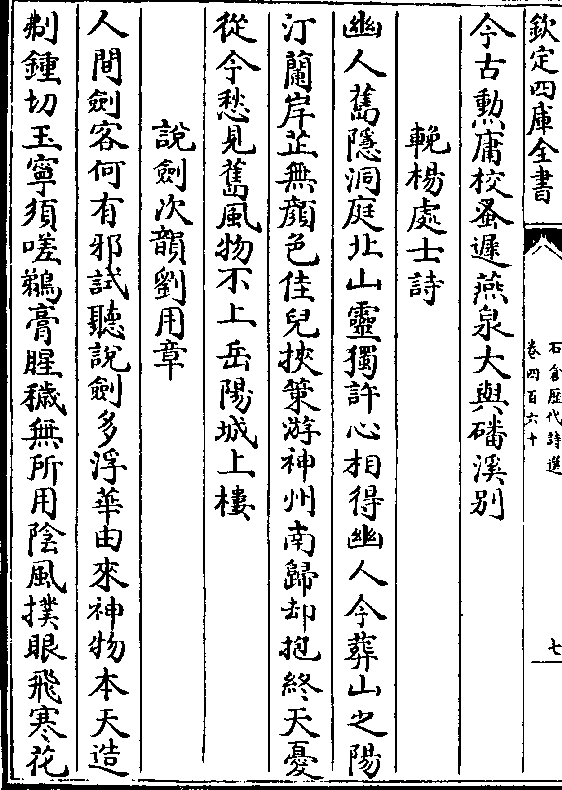 欽定四庫全書
石倉歷代詩選
卷四百六十
七
今古勲庸校蚤遲燕泉大與磻溪别
輓楊處士詩
幽人舊隱洞庭北山靈獨許心相得幽人今葬山之陽
汀蘭岸芷無顔色佳兒挾策游神州南歸却抱終天憂
從今愁見舊風物不上岳陽城上樓
說劍次韻劉用章
人間劍客何有邪試聽說劍多浮華由來神物本天造
剸鍾切玉寧須嗟鵜膏腥穢無所用陰風撲眼飛寒花